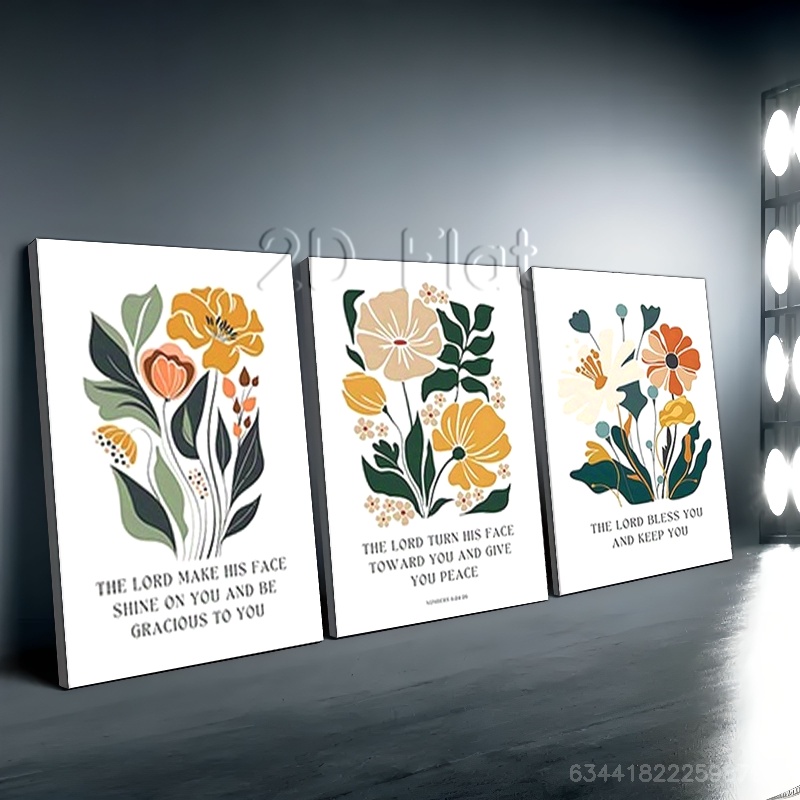 2D Flat
THE LORD MAKE HIS FACE
SHINE ON YOU AND BE
GRACIOUS TO YOU
THE LORD TURN HIS FACE
TOWARD YOU AND GIVE
YOU PEACE
THE LORD BLESS YOU
AND KEEP YOU